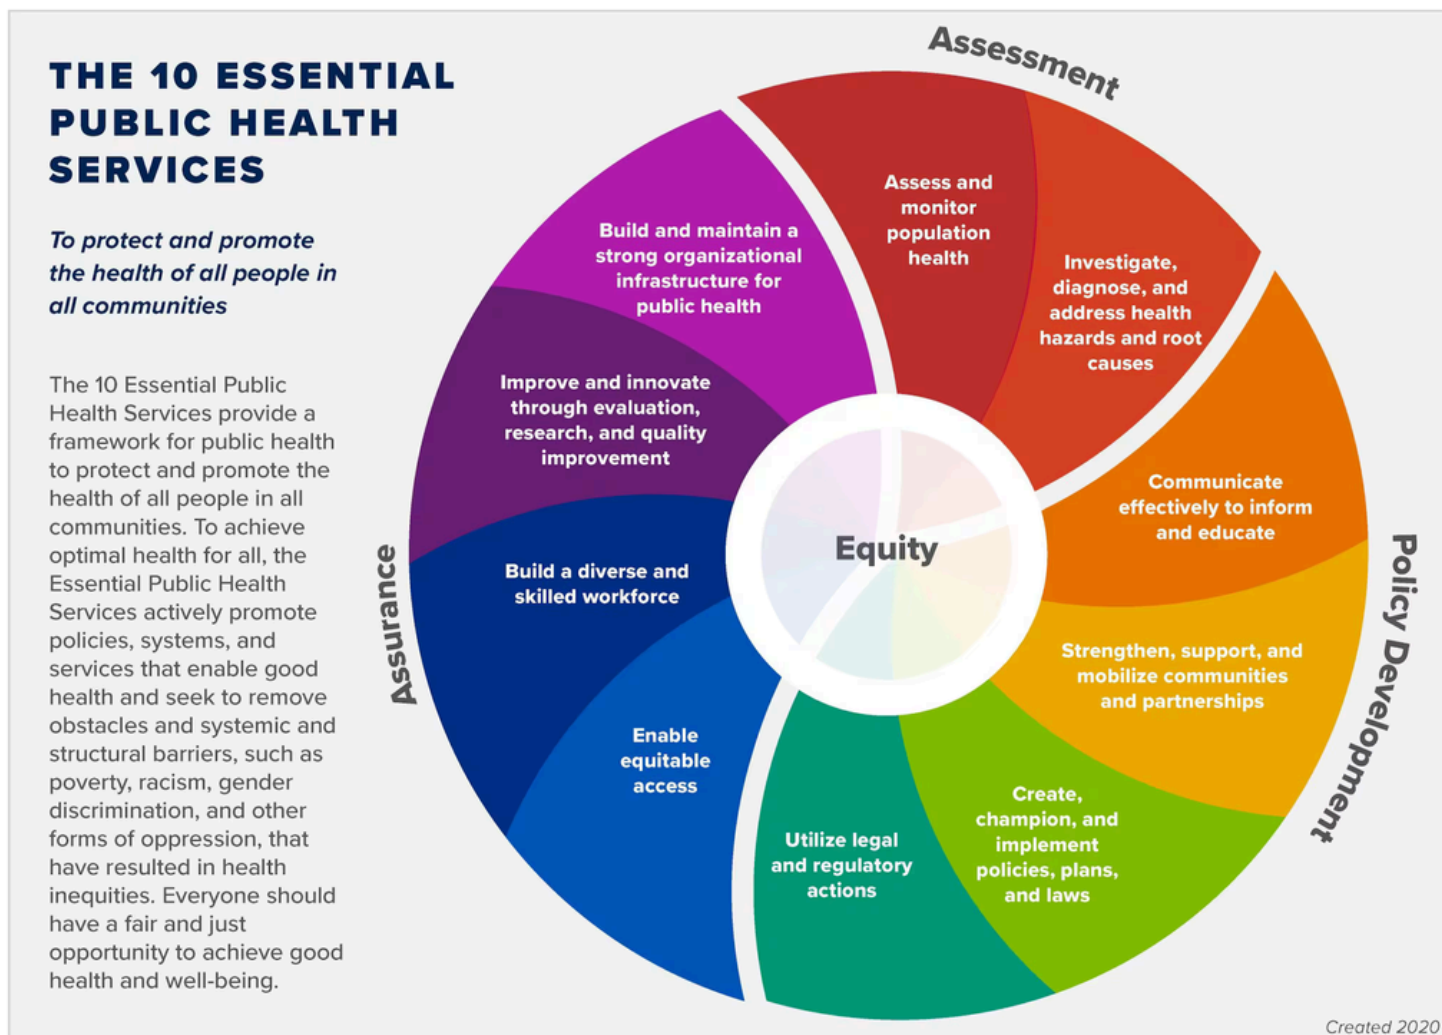 THE 10 ESSENTIAL
PUBLIC HEALTH
SERVICES
To protect and promote
the health of all people in
all communities
The 10 Essential Public
Health Services provide a
framework for public health
to protect and promote the
health of all people in all
communities. To achieve
optimal health for all, the
Essential Public Health
Services actively promote
policies, systems, and
services that enable good
health and seek to remove
obstacles and systemic and
structural barriers, such as
poverty, racism, gender
discrimination, and other
forms of oppression, that
have resulted in health
inequities. Everyone should
have a fair and just
opportunity to achieve good
health and well-being.
Assessment
Assess and
monitor
population
health
Investigate,
diagnose, and
address health
hazards and root
causes
Policy Development
Communicate
effectively to inform
and educate
Strengthen, support, and
mobilize communities
and partnerships
Create,
champion, and
implement
policies, plans,
and laws
Utilize legal
and regulatory
actions
Assurance
Enable
equitable
access
Build a diverse and
skilled workforce
Improve and innovate
through evaluation,
research, and quality
improvement
Build and maintain a
strong organizational
infrastructure for
public health
Equity
Created 2020